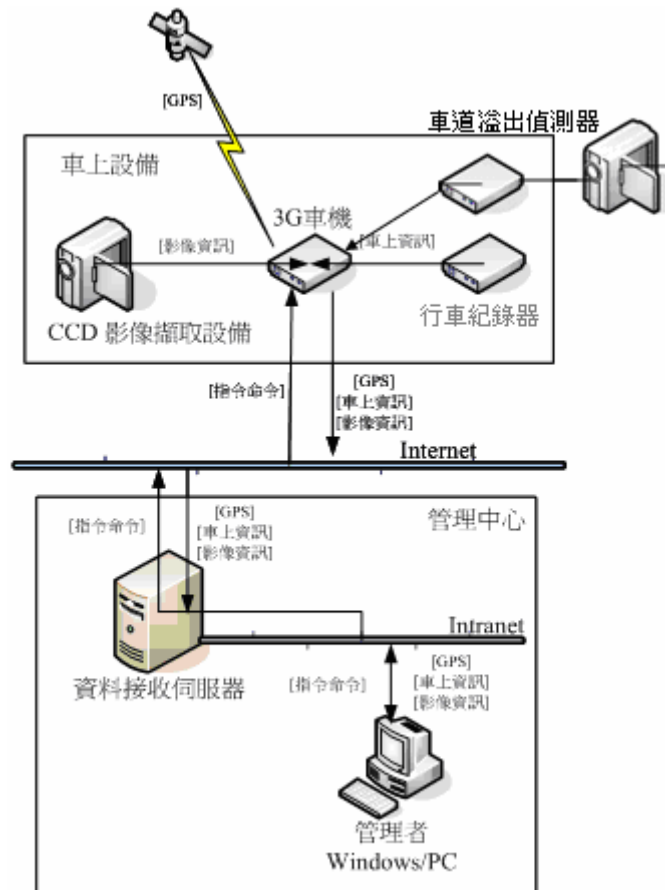 [GPS]
車道溢出偵測器
車上設備
3G車機
[影像資訊]
[車上資訊]
CCD 影像擷取設備
行車紀錄器
[指令命令]
[GPS]
[車上資訊]
[影像資訊]
Internet
[指令命令]
[GPS]
[車上資訊]
[影像資訊]
管理中心
Intranet
資料接收伺服器
[指令命令]
[GPS]
[車上資訊]
[影像資訊]
管理者
Windows/PC